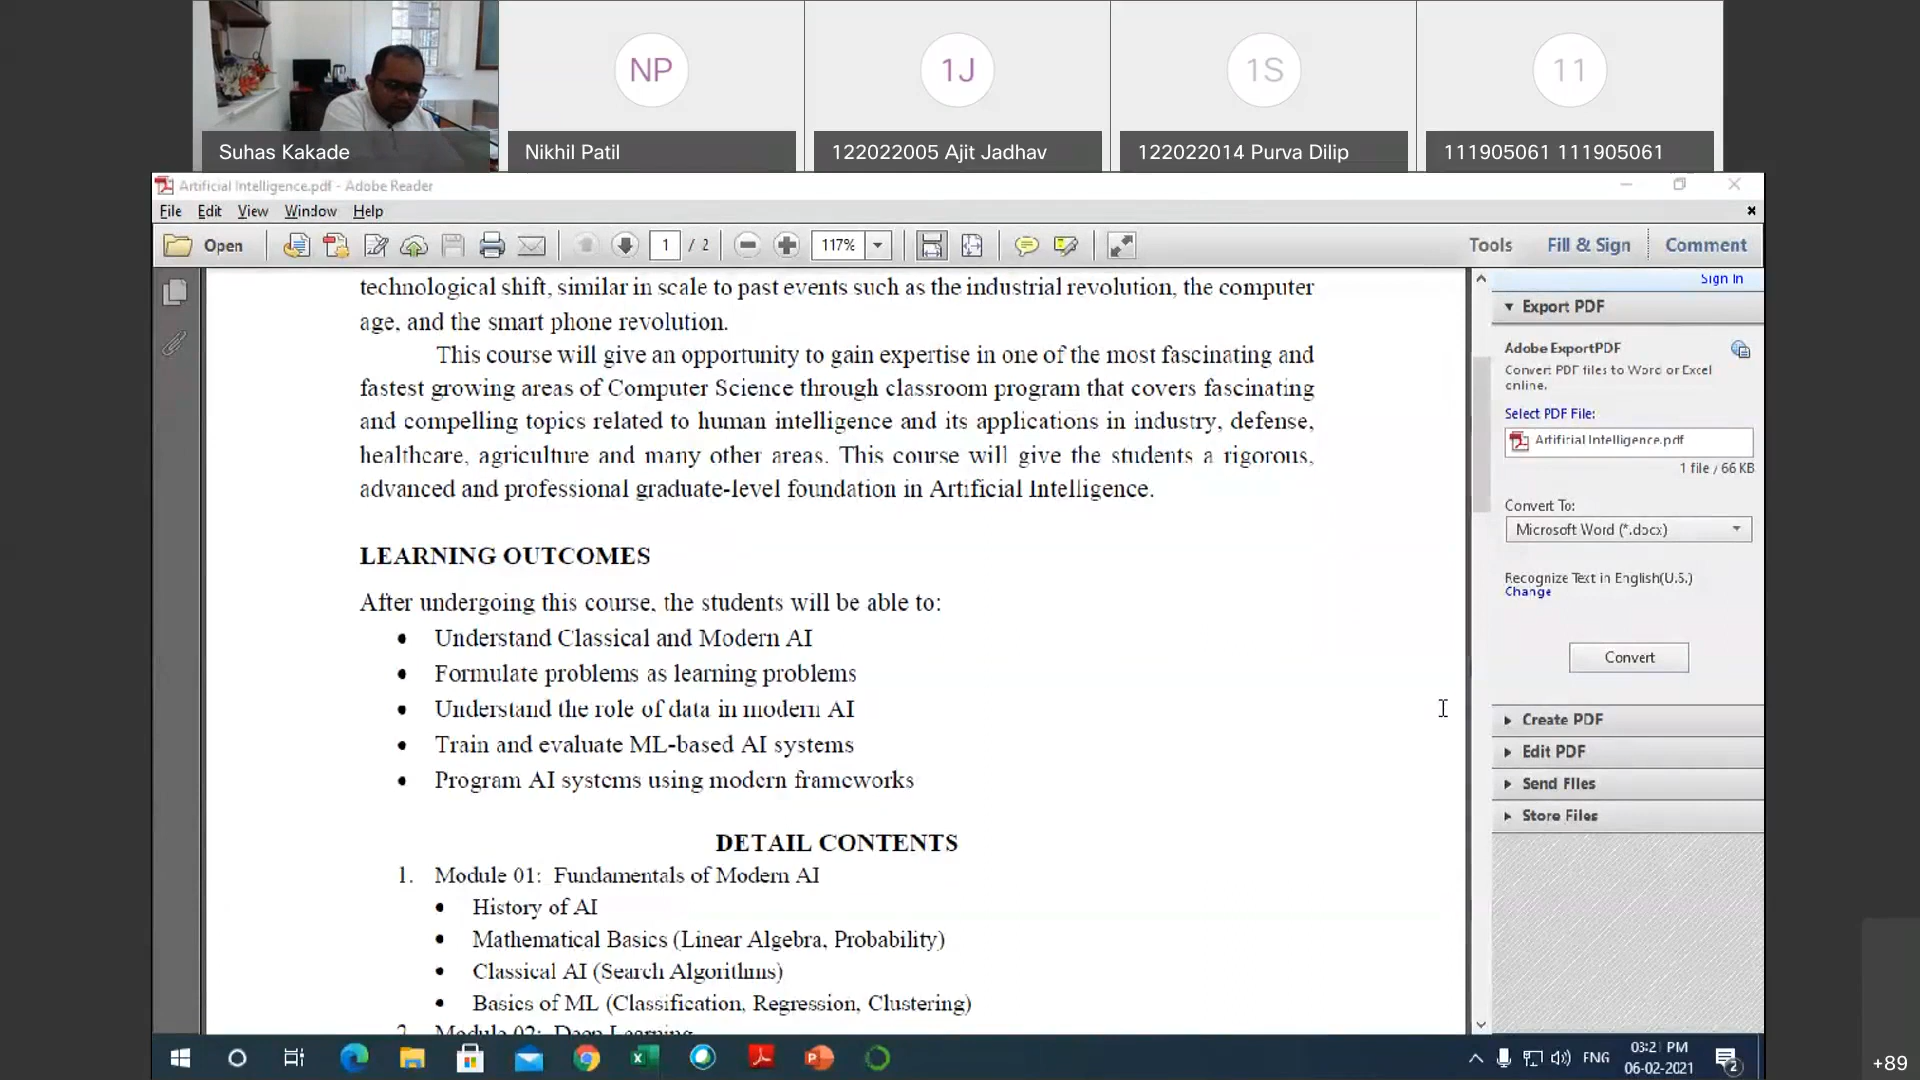 NP
1J
1S
11
Suhas Kakade
Nikhil Patil
122022005 Ajit Jadhav
122022014 Purva Dilip
111905061 111905061
Artificial Intelligence.pdf - Adobe Reader
File Edit View Window Help
Open
1 / 2
117%
Tools
Fill & Sign
Comment
technological shift, similar in scale to past events such as the industrial revolution, the computer
age, and the smart phone revolution.
This course will give an opportunity to gain expertise in one of the most fascinating and
fastest growing areas of Computer Science through classroom program that covers fascinating
and compelling topics related to human intelligence and its applications in industry, defense,
healthcare, agriculture and many other areas. This course will give the students a rigorous,
advanced and professional graduate-level foundation in Artificial Intelligence.
LEARNING OUTCOMES
After undergoing this course, the students will be able to:
• Understand Classical and Modern AI
• Formulate problems as learning problems
• Understand the role of data in modern AI
• Train and evaluate ML-based AI systems
• Program AI systems using modern frameworks
DETAIL CONTENTS
1. Module 01: Fundamentals of Modern AI
• History of AI
• Mathematical Basics (Linear Algebra, Probability)
• Classical AI (Search Algorithms)
• Basics of ML (Classification, Regression, Clustering)
2. Module 02: Deep Learning
Sign In
Export PDF
Adobe ExportPDF
Convert PDF files to Word or Excel
online.
Select PDF File:
Artificial Intelligence.pdf
1 file / 66 KB
Convert To:
Microsoft Word (*.docx)
Recognize Text in English(U.S.)
Change
Convert
Create PDF
Edit PDF
Send Files
Store Files
ENG
03:21 PM
06-02-2021
2
+89